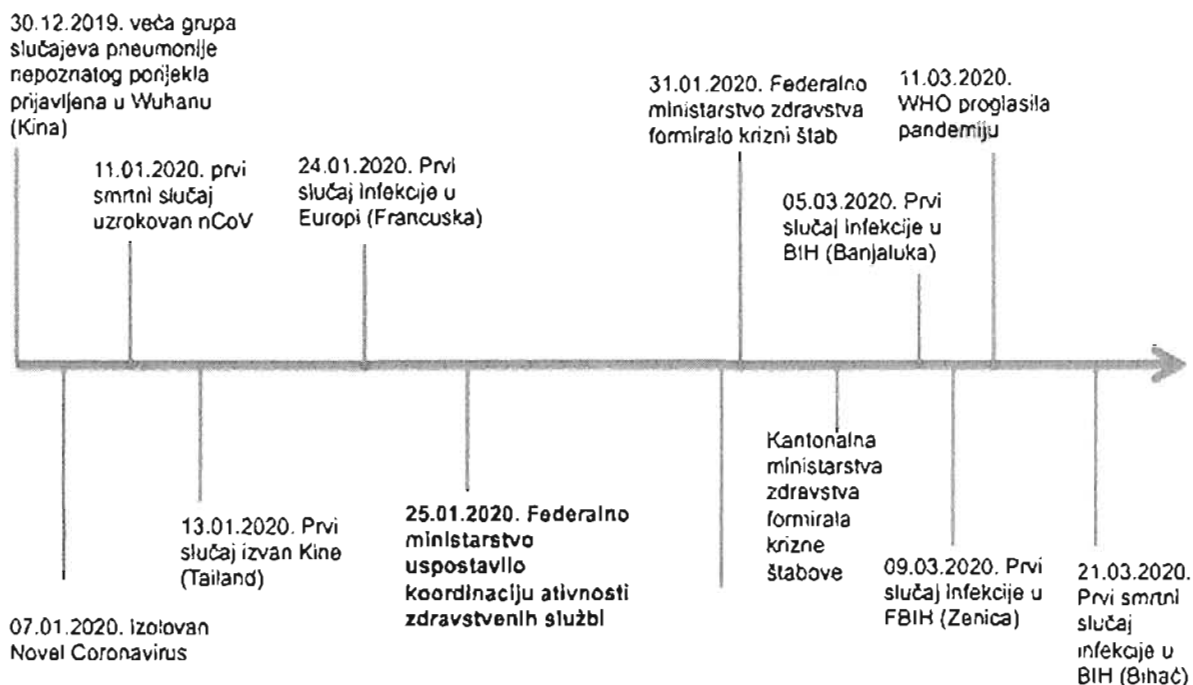 30.12.2019. veća grupa
slučajeva pneumonije
nepoznatog porijekla
prijavljena u Wuhanu
(Kina)
11.01.2020. prvi
smrtni slučaj
uzrokovan nCoV
24.01.2020. Prvi
slučaj infekcije u
Europi (Francuska)
31.01.2020. Federalno
ministarstvo zdravstva
formiralo krizni štab
05.03.2020. Prvi
slučaj infekcije u
BIH (Banjaluka)
11.03.2020.
WHO proglasila
pandemiju
07.01.2020. izolovan
Novel Coronavirus
13.01.2020. Prvi
slučaj izvan Kine
(Tailand)
25.01.2020. Federalno
ministarstvo
uspostavilo
koordinaciju ativnosti
zdravstvenih službi
Kantonalna
ministarstva
zdravstva
formirala
krizne
štabove
09.03.2020. Prvi
slučaj infekcije u
FBIH (Zenica)
21.03.2020.
Prvi smrtni
slučaj
infekcije u
BIH (Bihać)